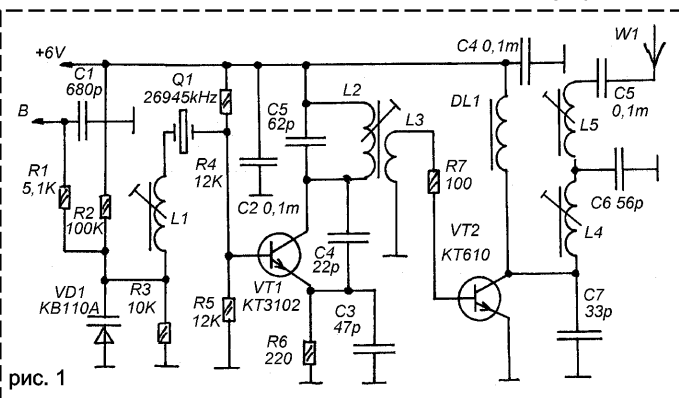 +6V
C1
680p
В
Q1
26945kHz
R1
5,1K
R2
100K
L1
R3
10K
VD1
KB110A
R4
12K
R5
12K
C2 0,1m
C5
62p
L2
L3
C4
22p
VT1
KT3102
R6
220
C3
47p
R7
100
VT2
KT610
C4 0,1m
DL1
W1
C5
0,1m
L5
C6 56p
L4
C7
33p
рис. 1